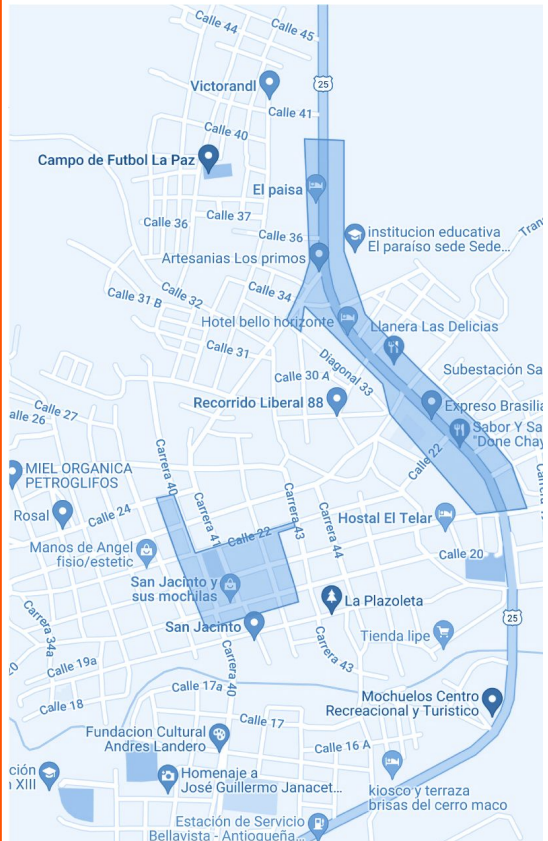 Calle 44
Calle 45
Victorandl
25
Calle 41
Calle 40
Campo de Futbol La Paz
El paisa
Calle 37
Calle 36
Calle 36
institucion educativa
El paraíso sede Sede...
Artesanias Los primos
Calle 34
Calle 32
Calle 31 B
Hotel bello horizonte
Llanera Las Delicias
Calle 31
Diagonal 33
Calle 30 A
Substación Sa
Recorrido Liberal 88
Expreso Brasilia
Calle 27
alle 26
Sabor Y Sa
"Done Chay
Calle 22
Carrera 40
MIEL ORGANICA
PETROGLIFOS
Carrera 41
Carrera 43
Carrera 44
Rosal
Calle 24
Hostal El Telar
Calle 22
Manos de Angel
fisio/estetic
Calle 20
San Jacinto y
sus mochilas
La Plazoleta
Carrera 34a
San Jacinto
25
Tienda lipe
Carrera 43
Calle 19a
Carrera 40
20
Calle 17a
Calle 18
Mochuelos Centro
Recreacional y Turistico
Calle 17
Fundacion Cultural
Andres Landero
Calle 16 A
ción
n XIII
Homenaje a
José Guillermo Janacet...
kiosco y terraza
brisas del cerro maco
Estación de Servicio
Bellavista - Antioqueña...